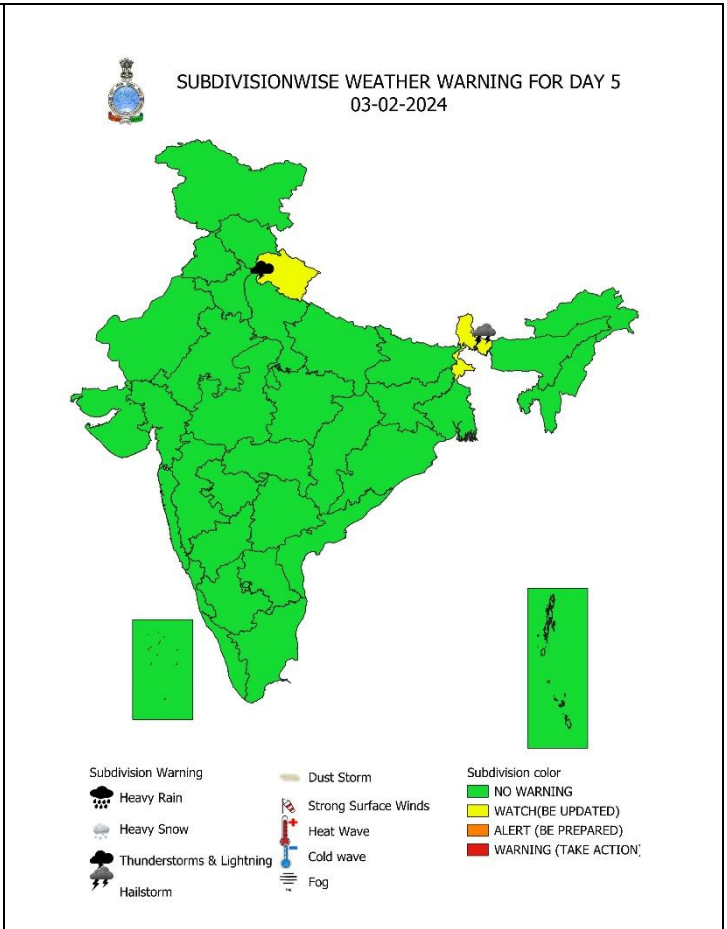 SUBDIVISIONWISE WEATHER WARNING FOR DAY 5
03-02-2024
Subdivision Warning
Heavy Rain
Heavy Snow
Thunderstorms & Lightning
Hailstorm
Dust Storm
Strong Surface Winds
Heat Wave
Cold wave
Fog
Subdivision color
NO WARNING
WATCH(BE UPDATED)
ALERT (BE PREPARED)
WARNING (TAKE ACTION)